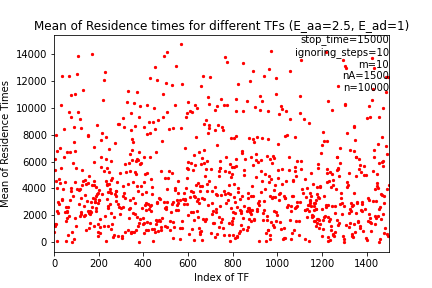 Mean of Residence times for different TFs (E_aa=2.5, E_ad=1)
stop_time=15000
ignoring_steps=10
m=10
nA=1500
n=10000
Mean of Residence Times
14000
12000
10000
8000
6000
4000
2000
0
0 200 400 600 800 1000 1200 1400
Index of TF